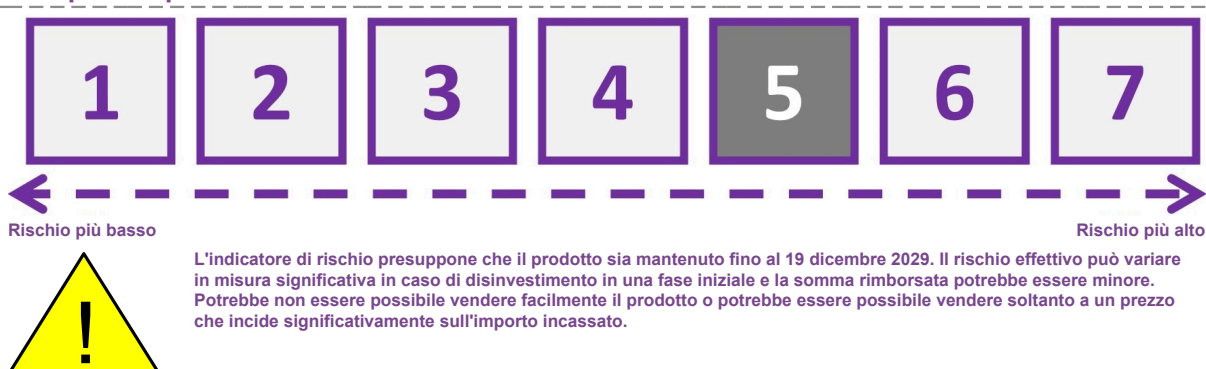 1 2 3 4 5 6 7
Rischio più basso Rischio più alto
L'indicatore di rischio presuppone che il prodotto sia mantenuto fino al 19 dicembre 2029. Il rischio effettivo può variare
in misura significativa in caso di disinvestimento in una fase iniziale e la somma rimborsata potrebbe essere minore.
Potrebbe non essere possibile vendere facilmente il prodotto o potrebbe essere possibile vendere soltanto a un prezzo
che incide significativamente sull'importo incassato.
!